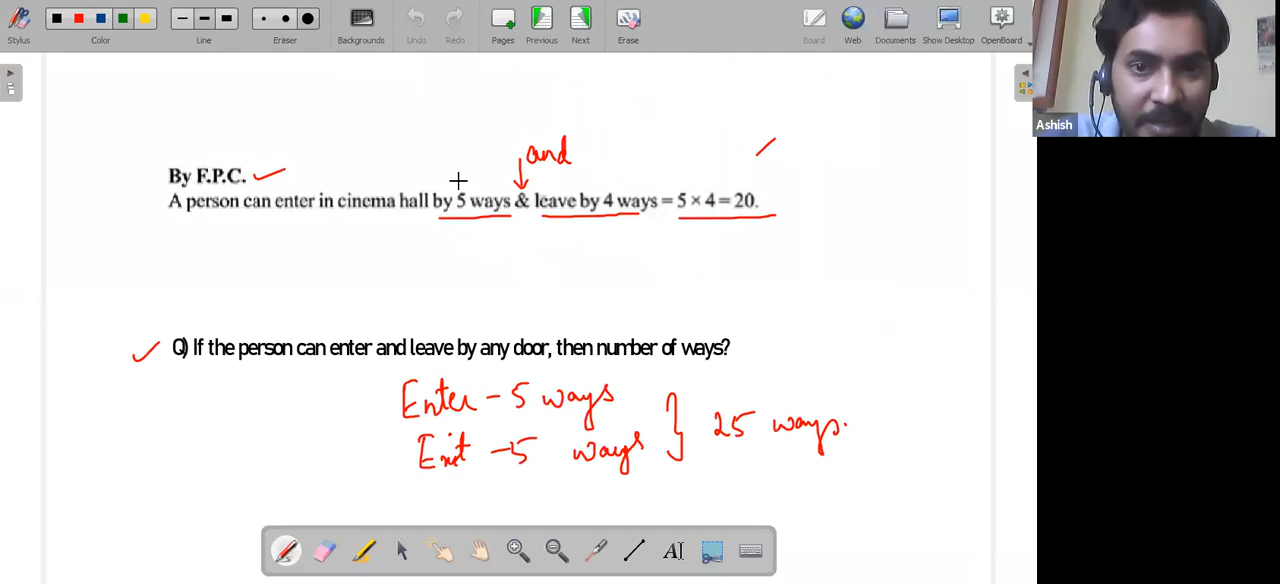 Stylus Color Line Eraser Backgrounds Undo Redo Pages Previous Next Erase Board Web Documents Show Desktop OpenBoard
Ashish
and
By F.P.C.
A person can enter in cinema hall by 5 ways & leave by 4 ways = 5 × 4 = 20.
Q) If the person can enter and leave by any door, then number of ways?
Enter - 5 ways
Exit - 5 ways } 25 ways.
A